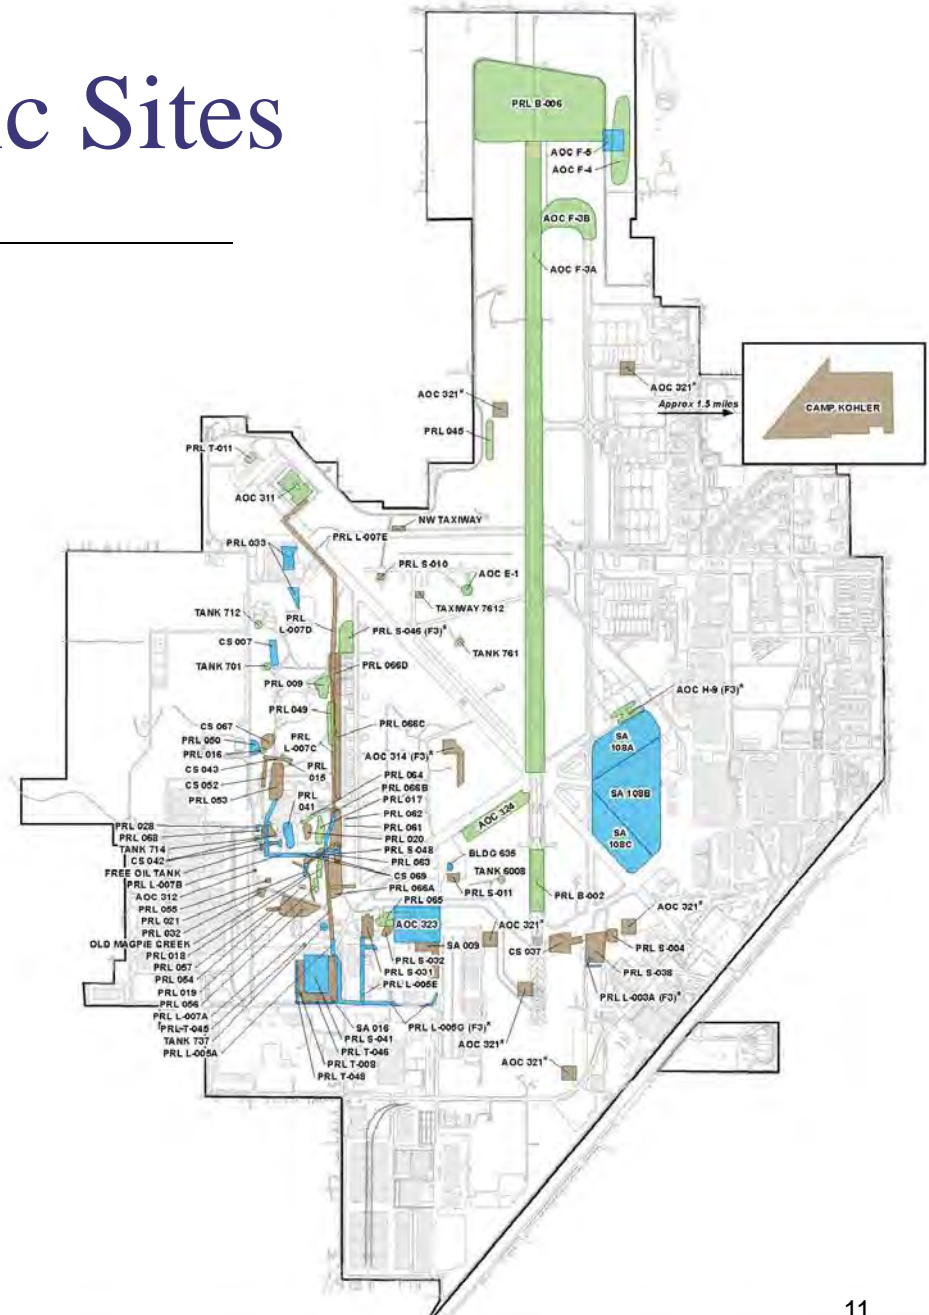 c Sites
PRL B-006
AOC F-5
AOC F-4
AOC F-3B
AOC F-3A
AOC 321*
AOC 321*
Approx 1.5 miles
CAMP KOHLER
PRL 045
PRL T-011
AOC 311
NW TAXIWAY
PRL 033
PRL L-007E
PRL S-010
AOC E-1
TAXIWAY 7612
TANK 712
PRL
L-007D
PRL S-046 (F3)*
CS 007
TANK 761
TANK 701
PRL 066D
PRL 009
AOC H-9 (F3)*
PRL 049
CS 067
PRL 050
PRL 016
CS 043
CS 052
PRL 053
PRL
L-007C
PRL
015
PRL 066C
AOC 314 (F3)*
SA
108A
SA 108B
SA
108C
PRL
041
PRL 064
PRL 066B
PRL 017
PRL 062
PRL 061
PRL 020
PRL S-048
PRL 063
CS 069
PRL 066A
PRL 065
AOC 324
BLDG 635
TANK 6008
PRL S-011
PRL B-002
PRL 028
PRL 068
TANK 714
CS 042
FREE OIL TANK
PRL L-007B
AOC 312
PRL 055
PRL 021
PRL 032
OLD MAGPIE CREEK
PRL 018
PRL 057
PRL 054
PRL 019
PRL 056
PRL L-007A
PRL T-045
TANK 737
PRL L-005A
AOC 323
SA 009
PRL S-032
PRL S-031
PRL L-005E
AOC 321*
CS 037
AOC 321*
PRL S-004
PRL S-038
PRL L-003A (F3)*
SA 016
PRL S-041
PRL T-046
PRL T-008
PRL T-048
PRL L-005G (F3)*
AOC 321*
AOC 321*
11